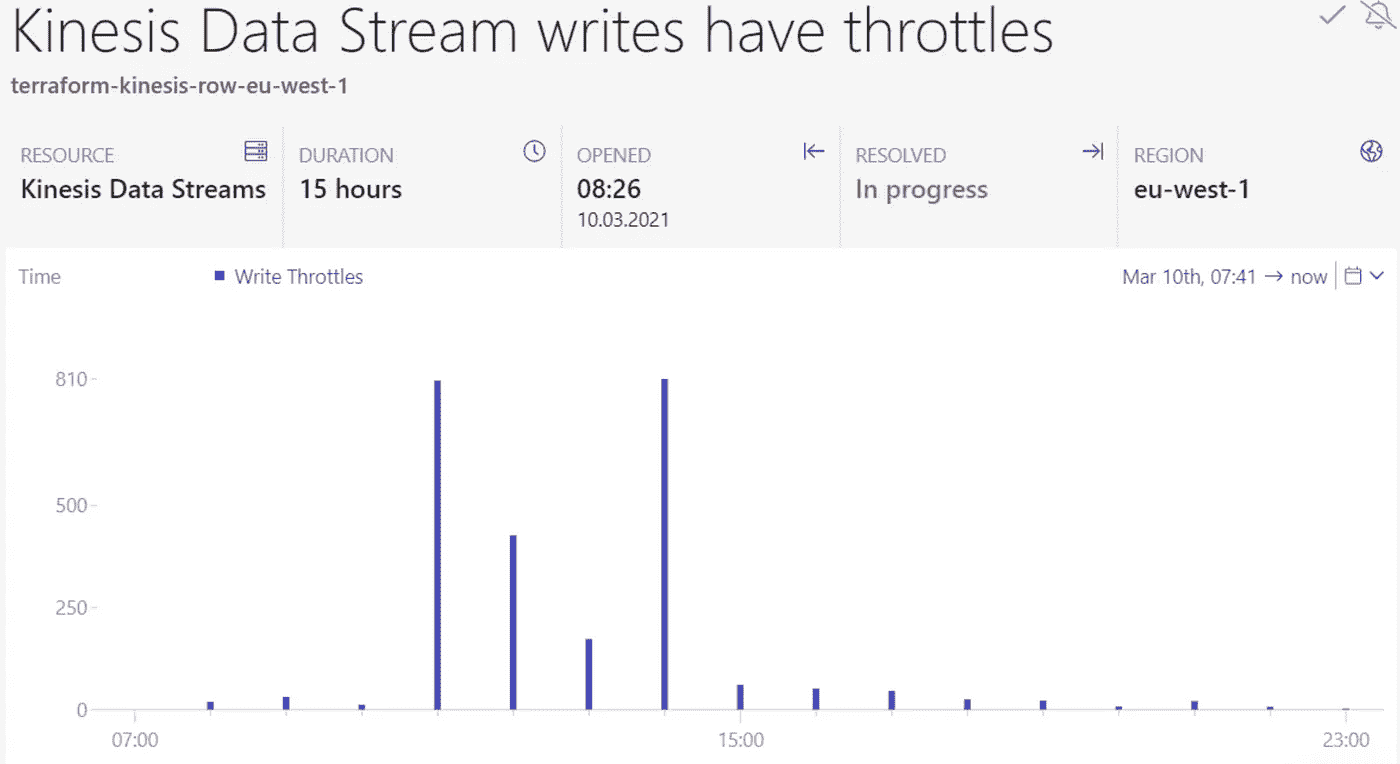 Kinesis Data Stream writes have throttles
terraform-kinesis-row-eu-west-1
RESOURCE
Kinesis Data Streams
DURATION
15 hours
OPENED
08:26
10.03.2021
RESOLVED
In progress
REGION
eu-west-1
Time
Write Throttles
Mar 10th, 07:41 → now
810
500
250
0
07:00 15:00 23:00